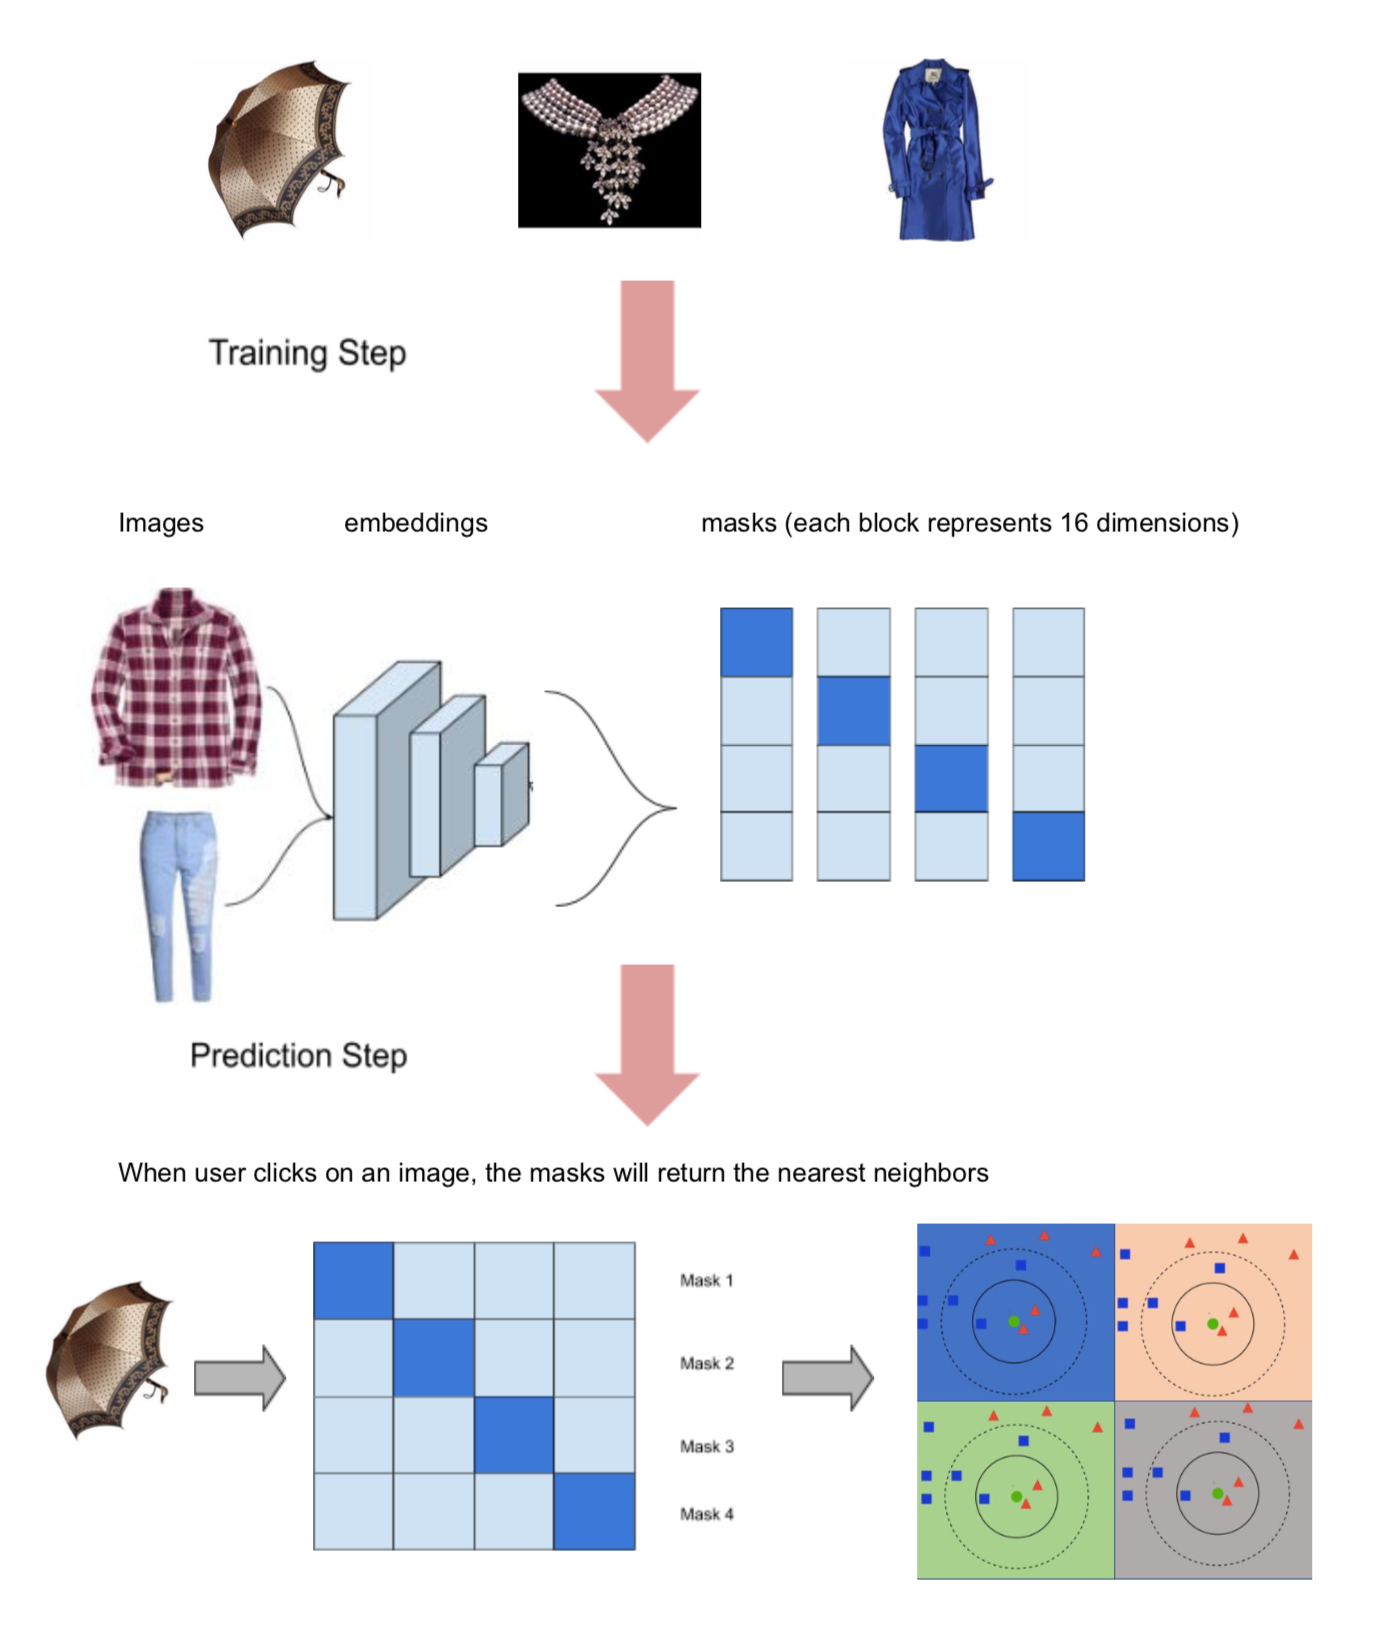 Training Step
Images embeddings masks (each block represents 16 dimensions)
Prediction Step
When user clicks on an image, the masks will return the nearest neighbors
Mask 1
Mask 2
Mask 3
Mask 4